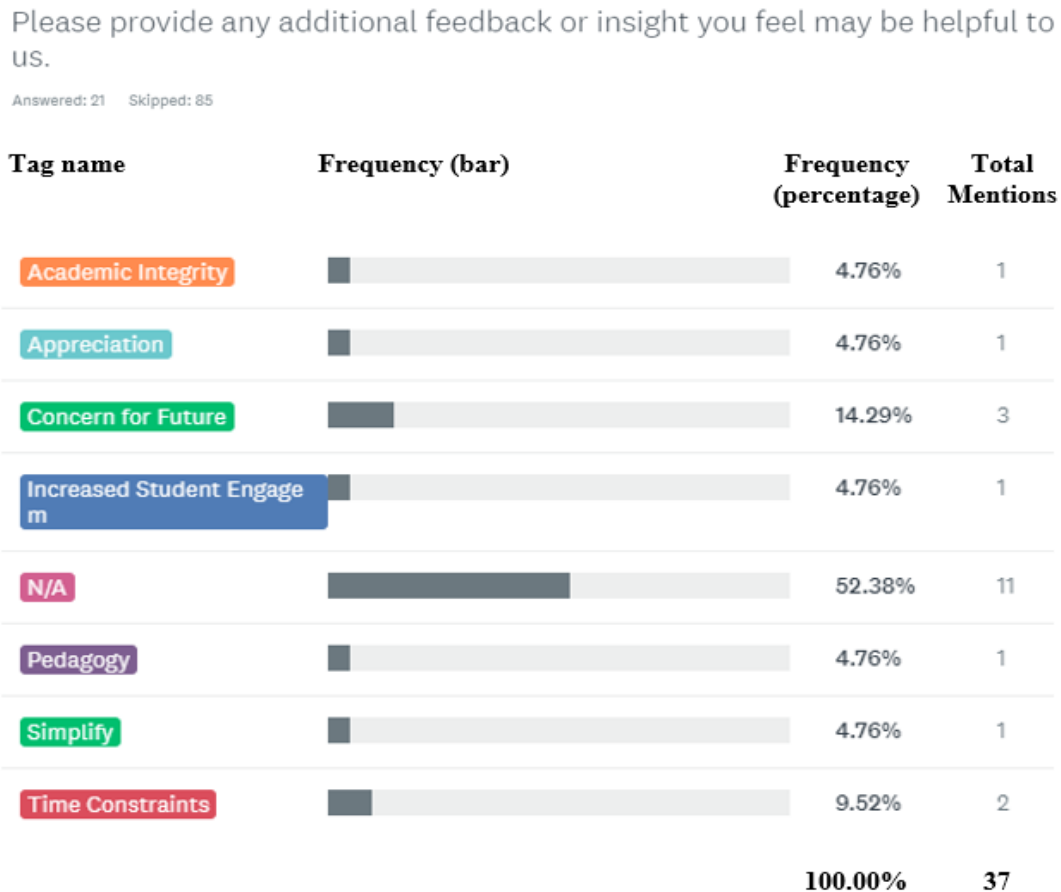 Please provide any additional feedback or insight you feel may be helpful to
us.
Answered: 21 Skipped: 85
Tag name Frequency (bar) Frequency (percentage) Total Mentions
Academic Integrity 4.76% 1
Appreciation 4.76% 1
Concern for Future 14.29% 3
Increased Student Engage
m 4.76% 1
N/A 52.38% 11
Pedagogy 4.76% 1
Simplify 4.76% 1
Time Constraints 9.52% 2
100.00% 37